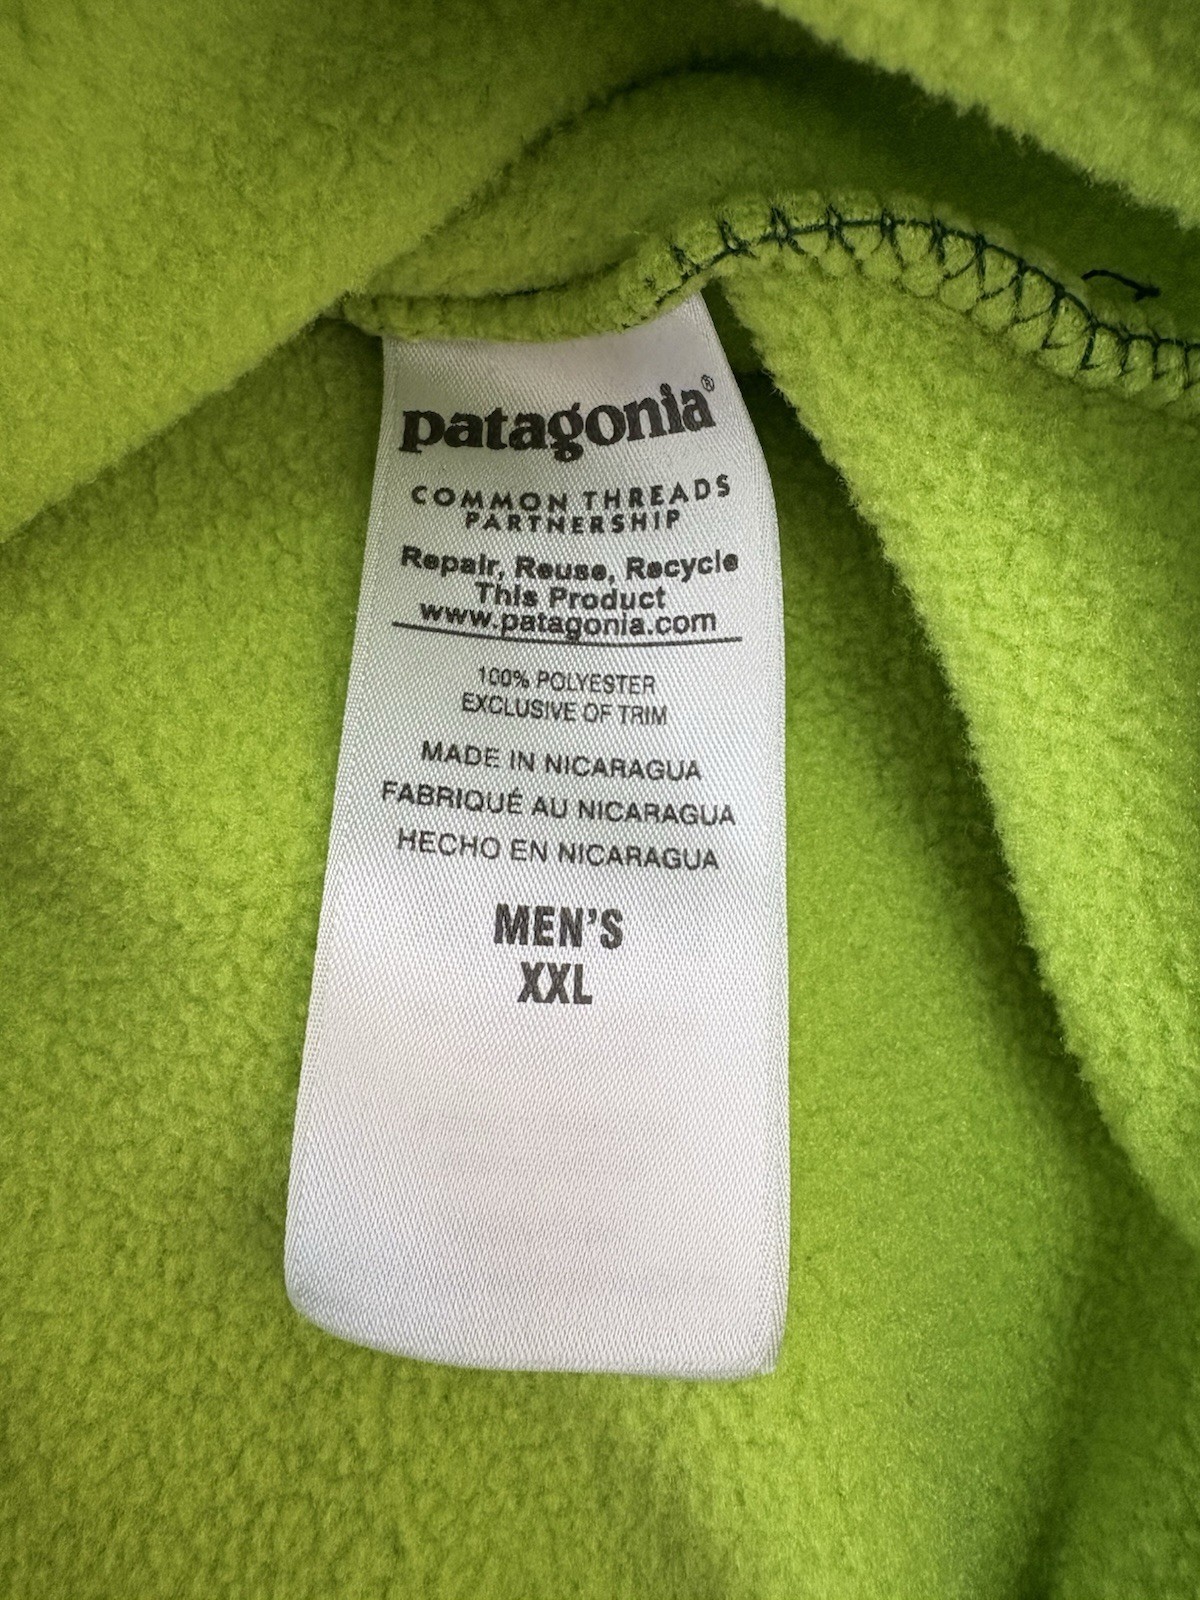 patagonia®
COMMON THREADS
PARTNERSHIP
Repair, Reuse, Recycle
This Product
www.patagonia.com
100% POLYESTER
EXCLUSIVE OF TRIM
MADE IN NICARAGUA
FABRIQUÉ AU NICARAGUA
HECHO EN NICARAGUA
MEN'S
XXL